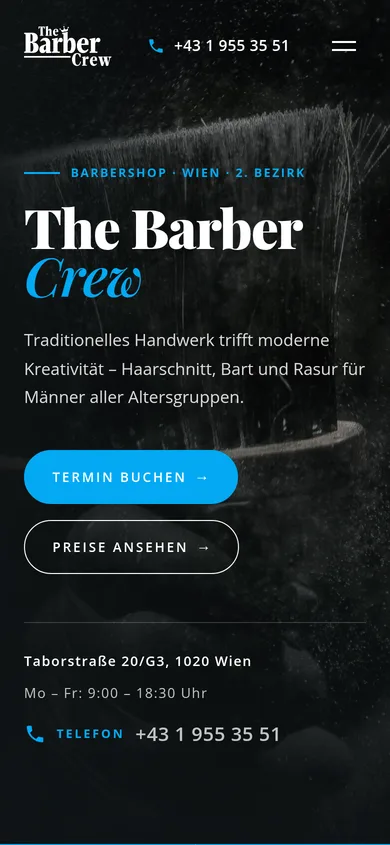 The
Barber
Crew
+43 1 955 35 51
BARBERSHOP · WIEN · 2. BEZIRK
The Barber
Crew
Traditionelles Handwerk trifft moderne
Kreativität – Haarschnitt, Bart und Rasur für
Männer aller Altersgruppen.
TERMIN BUCHEN →
PREISE ANSEHEN →
Taborstraße 20/G3, 1020 Wien
Mo – Fr: 9:00 – 18:30 Uhr
TELEFON +43 1 955 35 51